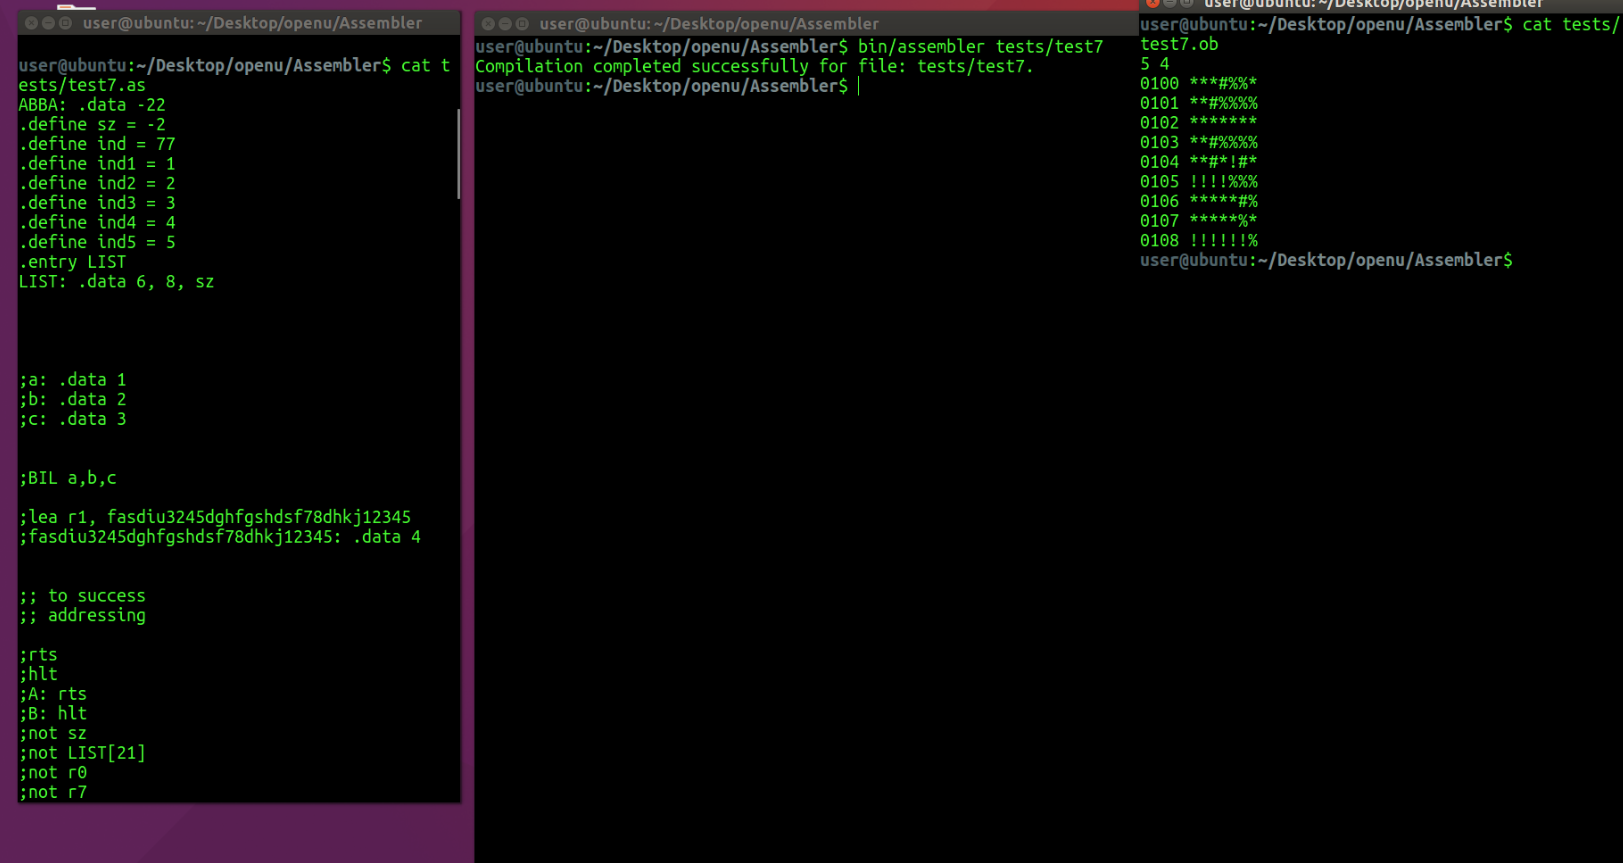 user@ubuntu: ~/Desktop/openu/Assembler
user@ubuntu:~/Desktop/openu/Assembler$ cat t
ests/test7.as
ABBA: .data -22
.define sz = -2
.define ind = 77
.define ind1 = 1
.define ind2 = 2
.define ind3 = 3
.define ind4 = 4
.define ind5 = 5
.entry LIST
LIST: .data 6, 8, sz
;a: .data 1
;b: .data 2
;c: .data 3
;BIL a,b,c
;lea r1, fasdiu3245dghfgshdsf78dhkj12345
;fasdiu3245dghfgshdsf78dhkj12345: .data 4
;; to success
;; addressing
;rts
;hlt
;A: rts
;B: hlt
;not sz
;not LIST[21]
;not r0
;not r7
user@ubuntu: ~/Desktop/openu/Assembler
user@ubuntu:~/Desktop/openu/Assembler$ bin/assembler tests/test7
Compilation completed successfully for file: tests/test7.
user@ubuntu:~/Desktop/openu/Assembler$
user@ubuntu: ~/Desktop/openu/Assembler
user@ubuntu:~/Desktop/openu/Assembler$ cat tests/
test7.ob
5 4
0100 ***#%%*
0101 **#%%%%
0102 *******
0103 **#%%%%
0104 **#*!#*
0105 !!!!%%%
0106 *****#%
0107 *****%*
0108 !!!!!!%
user@ubuntu:~/Desktop/openu/Assembler$